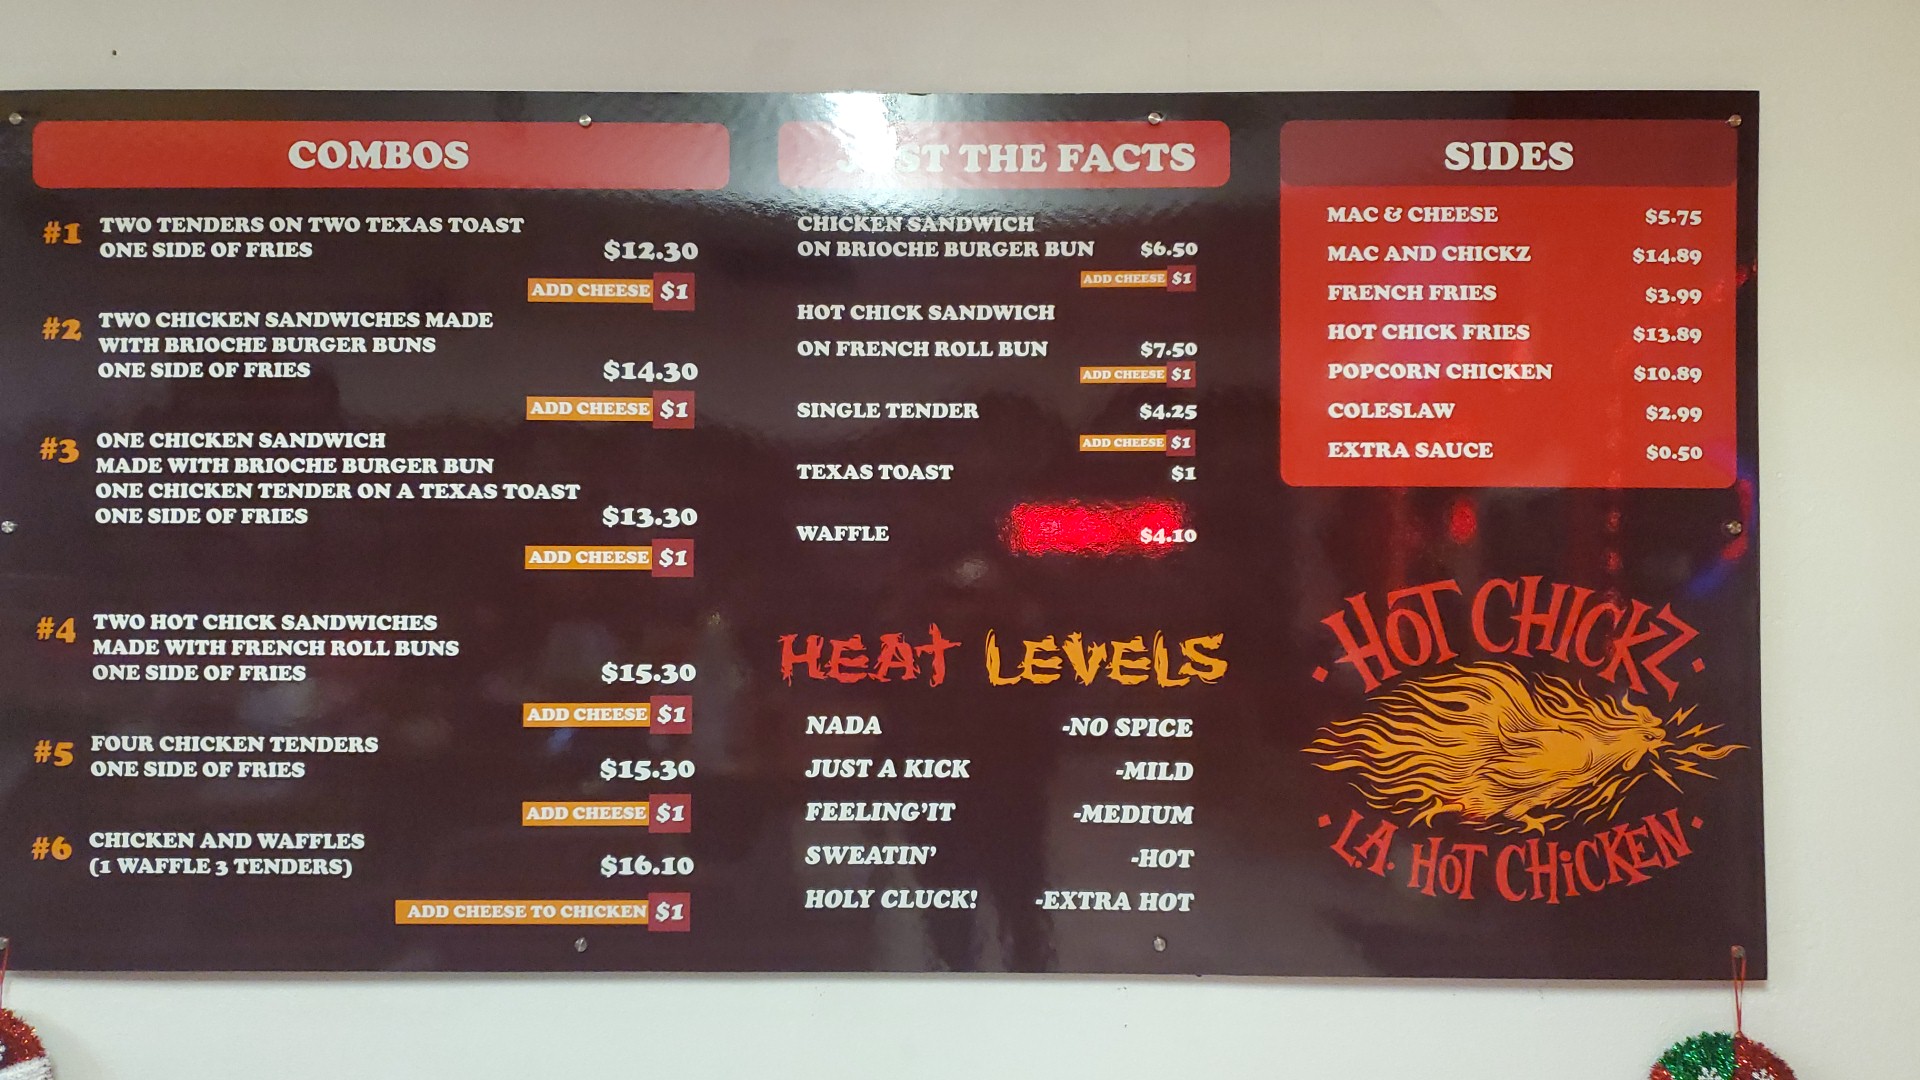 COMBOS
#1 TWO TENDERS ON TWO TEXAS TOAST
ONE SIDE OF FRIES $12.30
ADD CHEESE $1
#2 TWO CHICKEN SANDWICHES MADE
WITH BRIOCHE BURGER BUNS
ONE SIDE OF FRIES $14.30
ADD CHEESE $1
#3 ONE CHICKEN SANDWICH
MADE WITH BRIOCHE BURGER BUN
ONE CHICKEN TENDER ON A TEXAS TOAST
ONE SIDE OF FRIES $13.30
ADD CHEESE $1
#4 TWO HOT CHICK SANDWICHES
MADE WITH FRENCH ROLL BUNS
ONE SIDE OF FRIES $15.30
ADD CHEESE $1
#5 FOUR CHICKEN TENDERS
ONE SIDE OF FRIES $15.30
ADD CHEESE $1
#6 CHICKEN AND WAFFLES
(1 WAFFLE 3 TENDERS) $16.10
ADD CHEESE TO CHICKEN $1
JUST THE FACTS
CHICKEN SANDWICH
ON BRIOCHE BURGER BUN $6.50
ADD CHEESE $1
HOT CHICK SANDWICH
ON FRENCH ROLL BUN $7.50
ADD CHEESE $1
SINGLE TENDER $4.25
ADD CHEESE $1
TEXAS TOAST $1
WAFFLE $4.10
HEAT LEVELS
NADA -NO SPICE
JUST A KICK -MILD
FEELING'IT -MEDIUM
SWEATIN' -HOT
HOLY CLUCK! -EXTRA HOT
SIDES
MAC & CHEESE $5.75
MAC AND CHICKZ $14.89
FRENCH FRIES $3.99
HOT CHICK FRIES $13.89
POPCORN CHICKEN $10.89
COLESLAW $2.99
EXTRA SAUCE $0.50
· HOT CHICKZ ·
· L.A. HOT CHICKEN ·